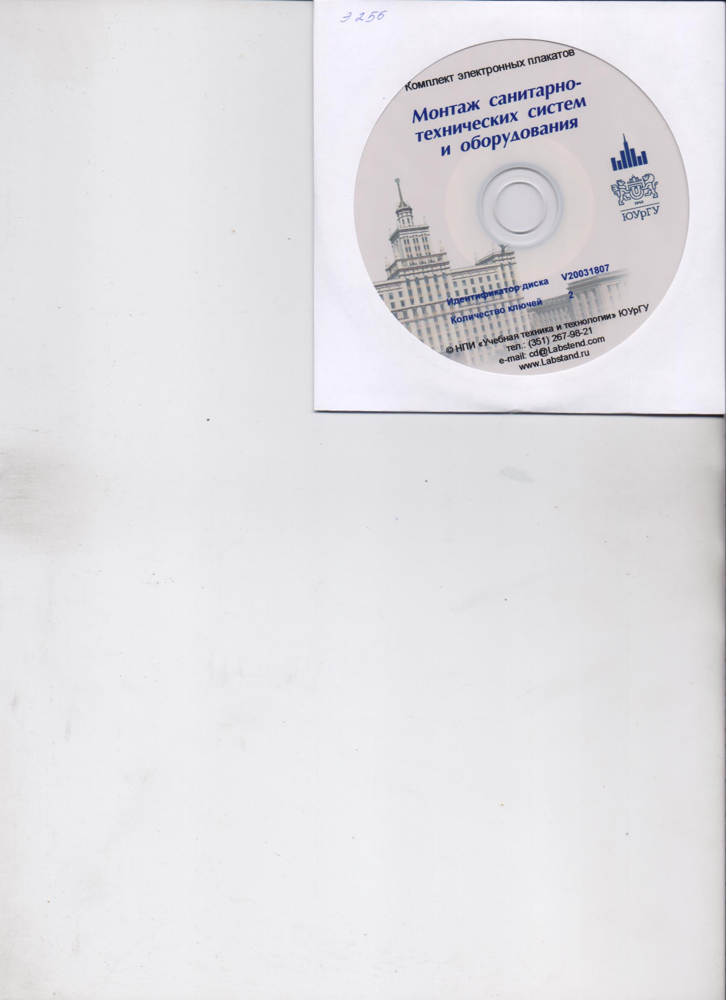 Э 256
Комплект электронных плакатов
Монтаж санитарно-
технических систем
и оборудования
1943
ЮУрГУ
Идентификатор диска V20031807
Количество ключей 2
© НПИ «Учебная техника и технологии» ЮУрГУ
тел.: (351) 267-98-21
e-mail: cd@Labstend.com
www.Labstand.ru